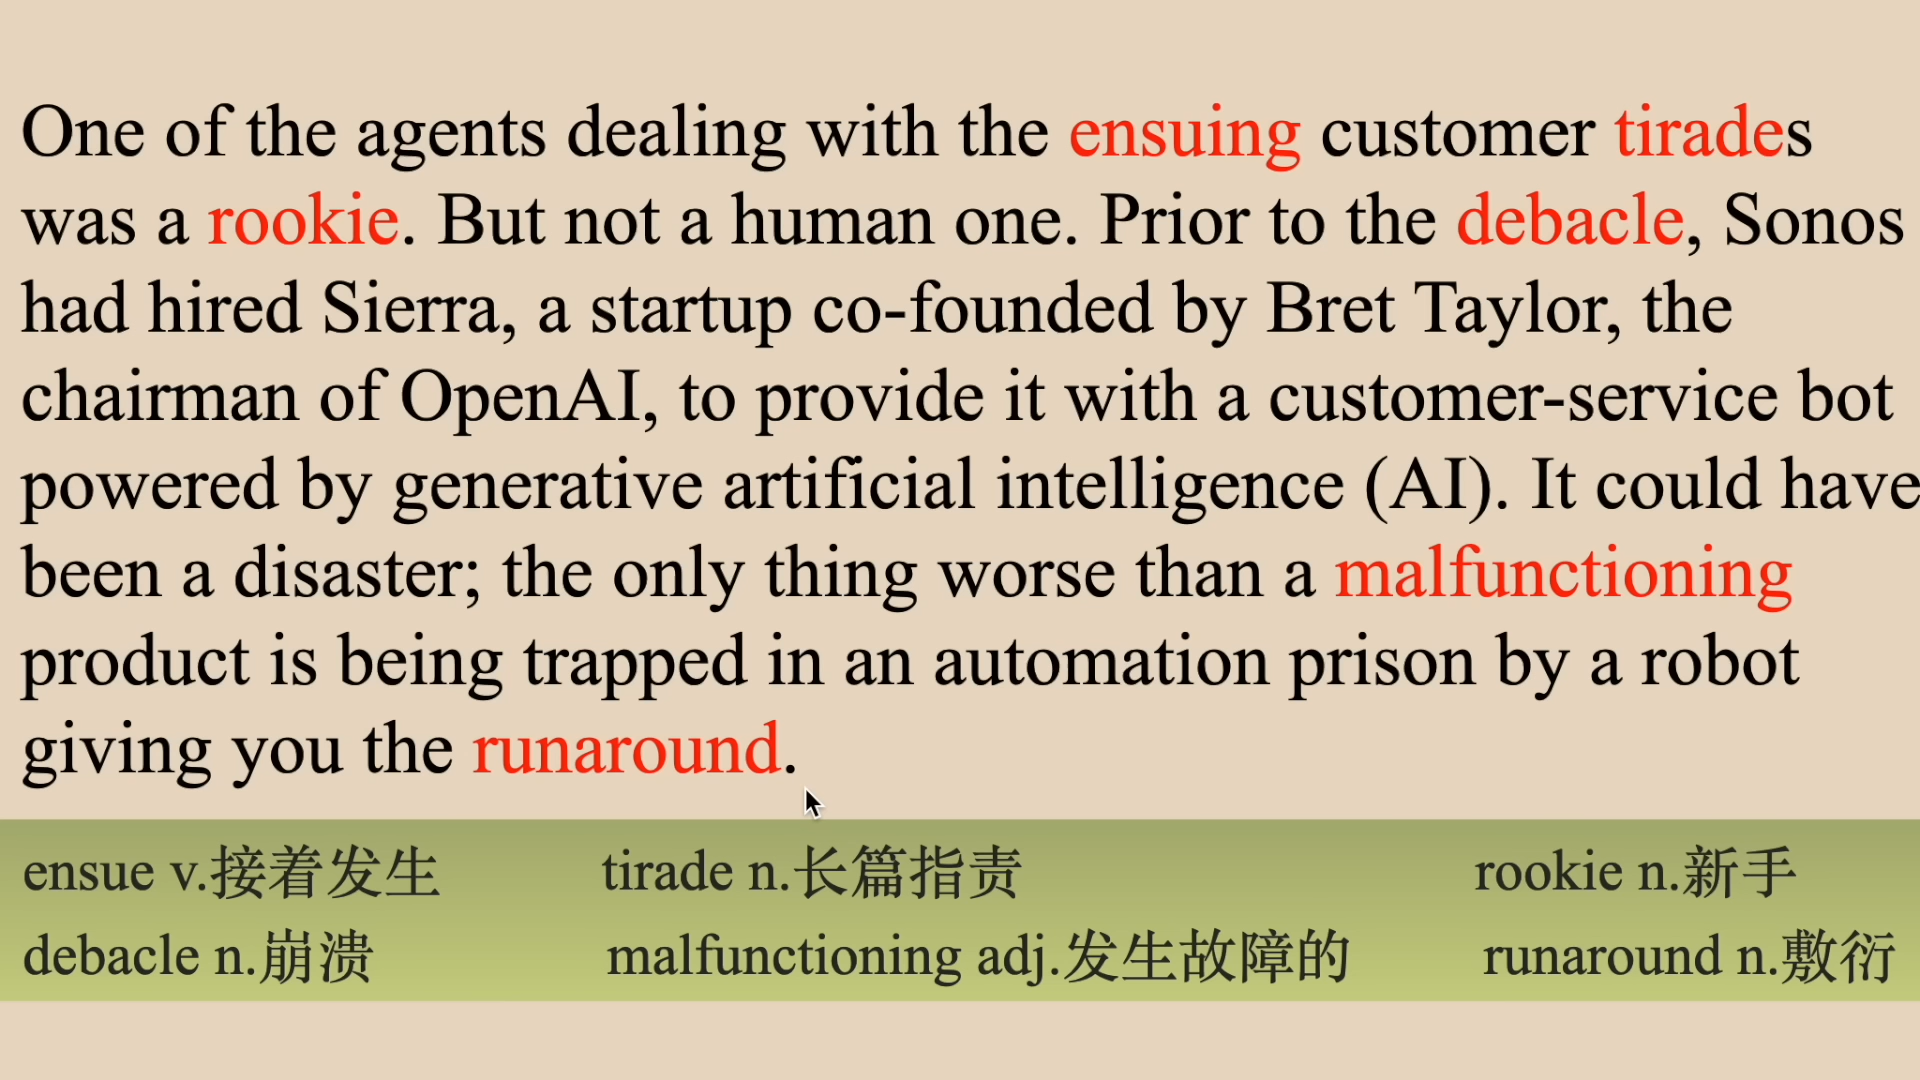 One of the agents dealing with the ensuing customer tirades
was a rookie. But not a human one. Prior to the debacle, Sonos
had hired Sierra, a startup co-founded by Bret Taylor, the
chairman of OpenAI, to provide it with a customer-service bot
powered by generative artificial intelligence (AI). It could have
been a disaster; the only thing worse than a malfunctioning
product is being trapped in an automation prison by a robot
giving you the runaround.
ensue v.接着发生 tirade n.长篇指责 rookie n.新手
debacle n.崩溃 malfunctioning adj.发生故障的 runaround n.敷衍